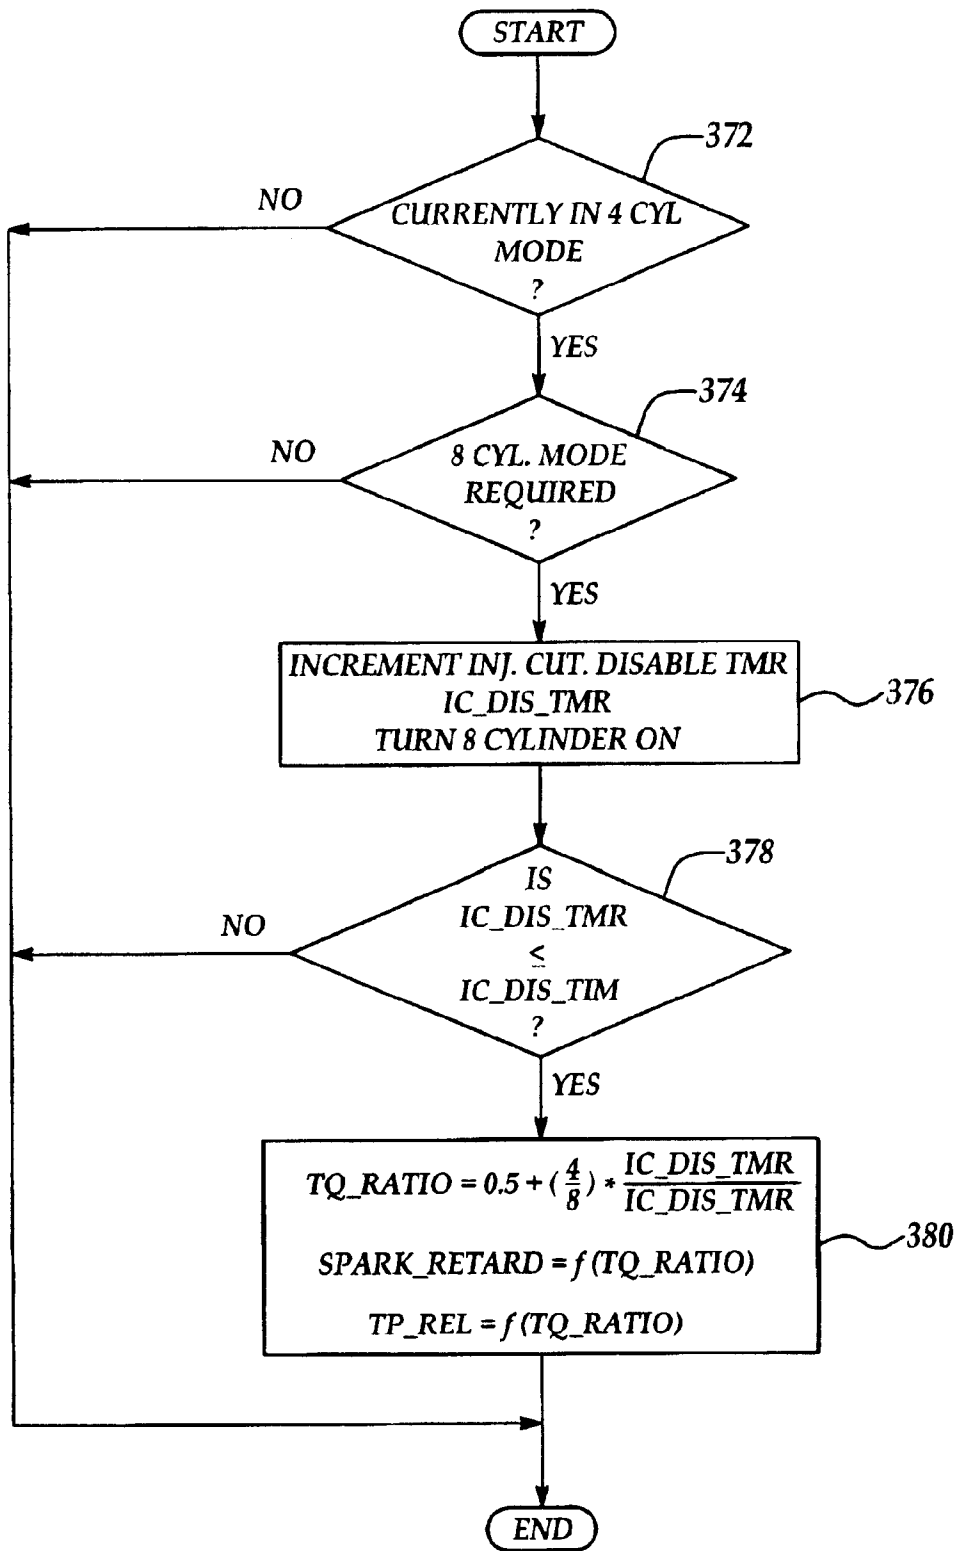 START
372
NO
CURRENTLY IN 4 CYL
MODE
?
YES
374
NO
8 CYL. MODE
REQUIRED
?
YES
INCREMENT INJ. CUT. DISABLE TMR
IC_DIS_TMR
TURN 8 CYLINDER ON
376
378
NO
IS
IC_DIS_TMR
≤
IC_DIS_TIM
?
YES
TQ_RATIO = 0.5 + (4/8) * IC_DIS_TMR/IC_DIS_TMR
SPARK_RETARD = f (TQ_RATIO)
TP_REL = f (TQ_RATIO)
380
END